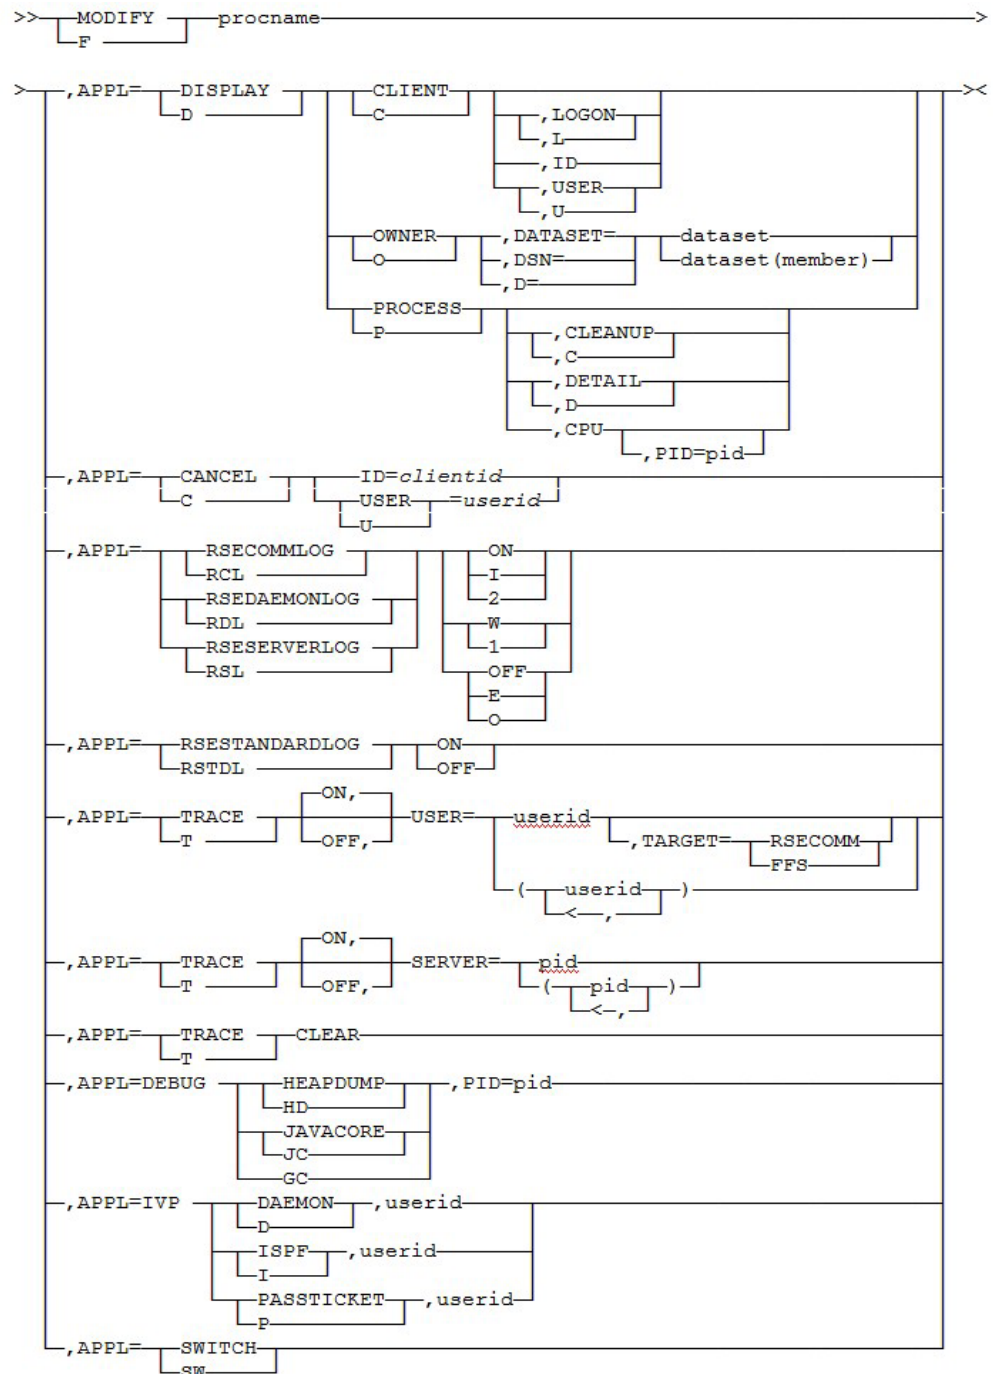 >> MODIFY procname >
F
> ,APPL= DISPLAY CLIENT ><
D C ,LOGON
,L
,ID
,USER
,U
OWNER ,DATASET= dataset
O ,DSN= dataset(member)
,D=
PROCESS
P ,CLEANUP
,C
,DETAIL
,D
,CPU
,PID=pid
,APPL= CANCEL ID=clientid
C USER =userid
U
,APPL= RSECOMMLOG ON
RCL I
RSEDAEMONLOG 2
RDL W
RSESERVERLOG 1
RSL OFF
E
O
,APPL= RSESTANDARDLOG ON
RSTDL OFF
ON,
,APPL= TRACE USER= userid
T OFF, ,TARGET= RSECOMM
FFS
( userid )
< ,
ON,
,APPL= TRACE SERVER= pid
T OFF, ( pid )
< ,
,APPL= TRACE CLEAR
T
,APPL=DEBUG HEAPDUMP ,PID=pid
HD
JAVACORE
JC
GC
,APPL=IVP DAEMON ,userid
D
ISPF ,userid
I
PASSTICKET ,userid
P
,APPL= SWITCH
SW